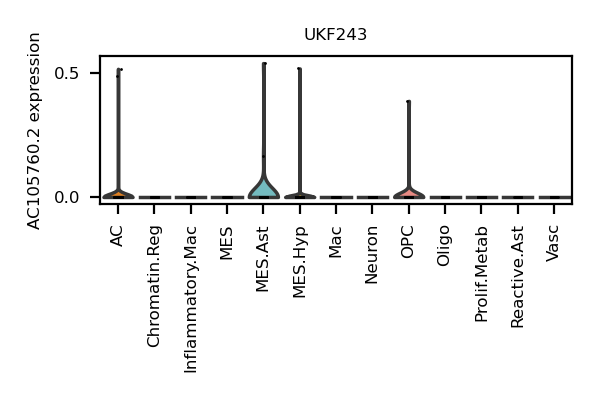 UKF243
AC105760.2 expression
0.5
0.0
AC
Chromatin.Reg
Inflammatory.Mac
MES
MES.Ast
MES.Hyp
Mac
Neuron
OPC
Oligo
Prolif.Metab
Reactive.Ast
Vasc